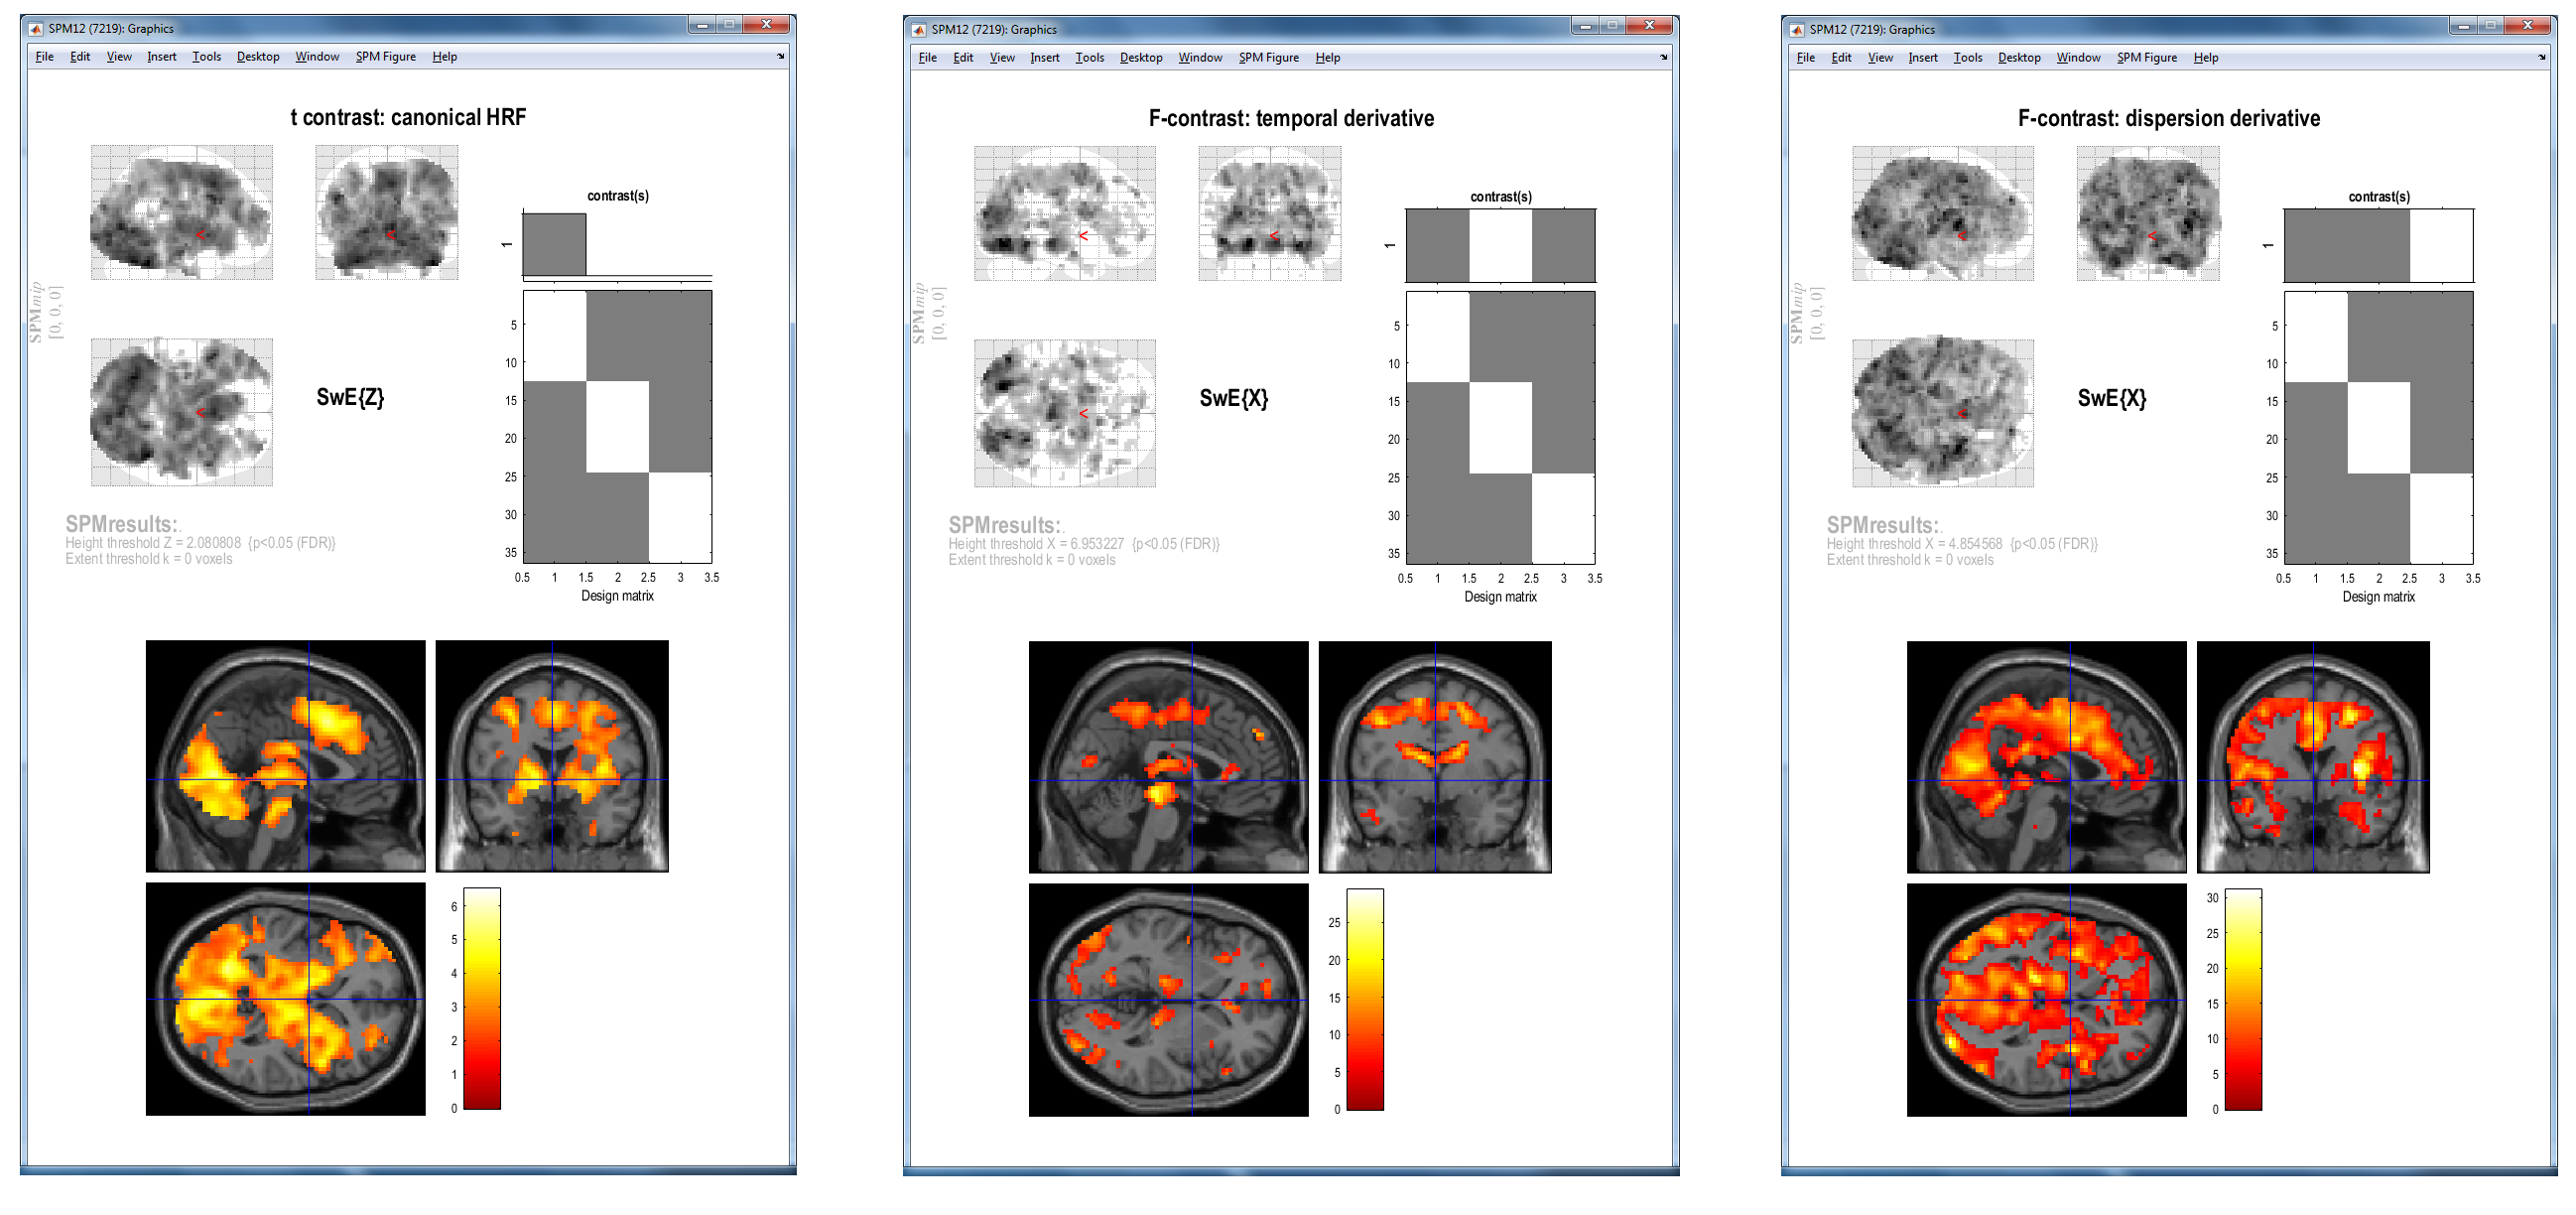 SPM12 (7219): Graphics
File Edit View Insert Tools Desktop Window SPM Figure Help
t contrast: canonical HRF
contrast(s)
1
<
<
SPMmip
[0, 0, 0]
<
SwE{Z}
5
10
15
20
25
30
35
0.5 1 1.5 2 2.5 3 3.5
Design matrix
SPMresults:.
Height threshold Z = 2.080808 {p<0.05 (FDR)}
Extent threshold k = 0 voxels
6
5
4
3
2
1
0
SPM12 (7219): Graphics
File Edit View Insert Tools Desktop Window SPM Figure Help
F-contrast: temporal derivative
contrast(s)
1
<
<
SPMmip
[0, 0, 0]
<
SwE{X}
5
10
15
20
25
30
35
0.5 1 1.5 2 2.5 3 3.5
Design matrix
SPMresults:.
Height threshold X = 6.953227 {p<0.05 (FDR)}
Extent threshold k = 0 voxels
25
20
15
10
5
0
SPM12 (7219): Graphics
File Edit View Insert Tools Desktop Window SPM Figure Help
F-contrast: dispersion derivative
contrast(s)
1
<
<
SPMmip
[0, 0, 0]
<
SwE{X}
5
10
15
20
25
30
35
0.5 1 1.5 2 2.5 3 3.5
Design matrix
SPMresults:.
Height threshold X = 4.854568 {p<0.05 (FDR)}
Extent threshold k = 0 voxels
30
25
20
15
10
5
0